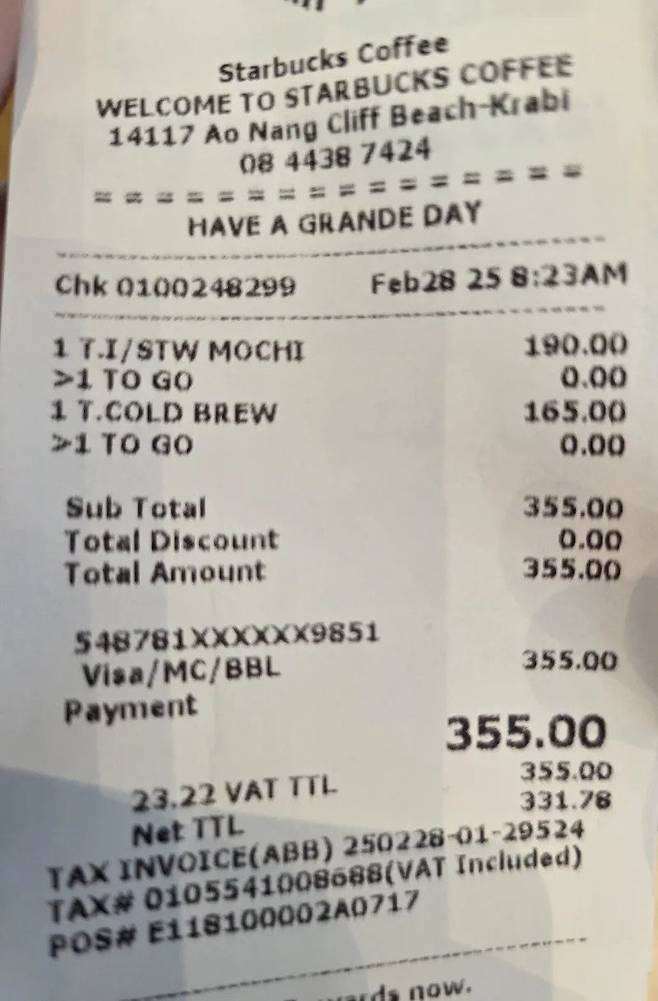 Starbucks Coffee
WELCOME TO STARBUCKS COFFEE
14117 Ao Nang Cliff Beach-Krabi
08 4438 7424
= = = = = = = = = = = = = = = =
HAVE A GRANDE DAY
Chk 0100248299 Feb28 25 8:23AM
1 T.I/STW MOCHI 190.00
>1 TO GO 0.00
1 T.COLD BREW 165.00
>1 TO GO 0.00
Sub Total 355.00
Total Discount 0.00
Total Amount 355.00
548781XXXXXX9851
Visa/MC/BBL 355.00
Payment
355.00
23.22 VAT TTL 355.00
Net TTL 331.78
TAX INVOICE(ABB) 250228-01-29524
TAX# 0105541008688(VAT Included)
POS# E118100002A0717
now.